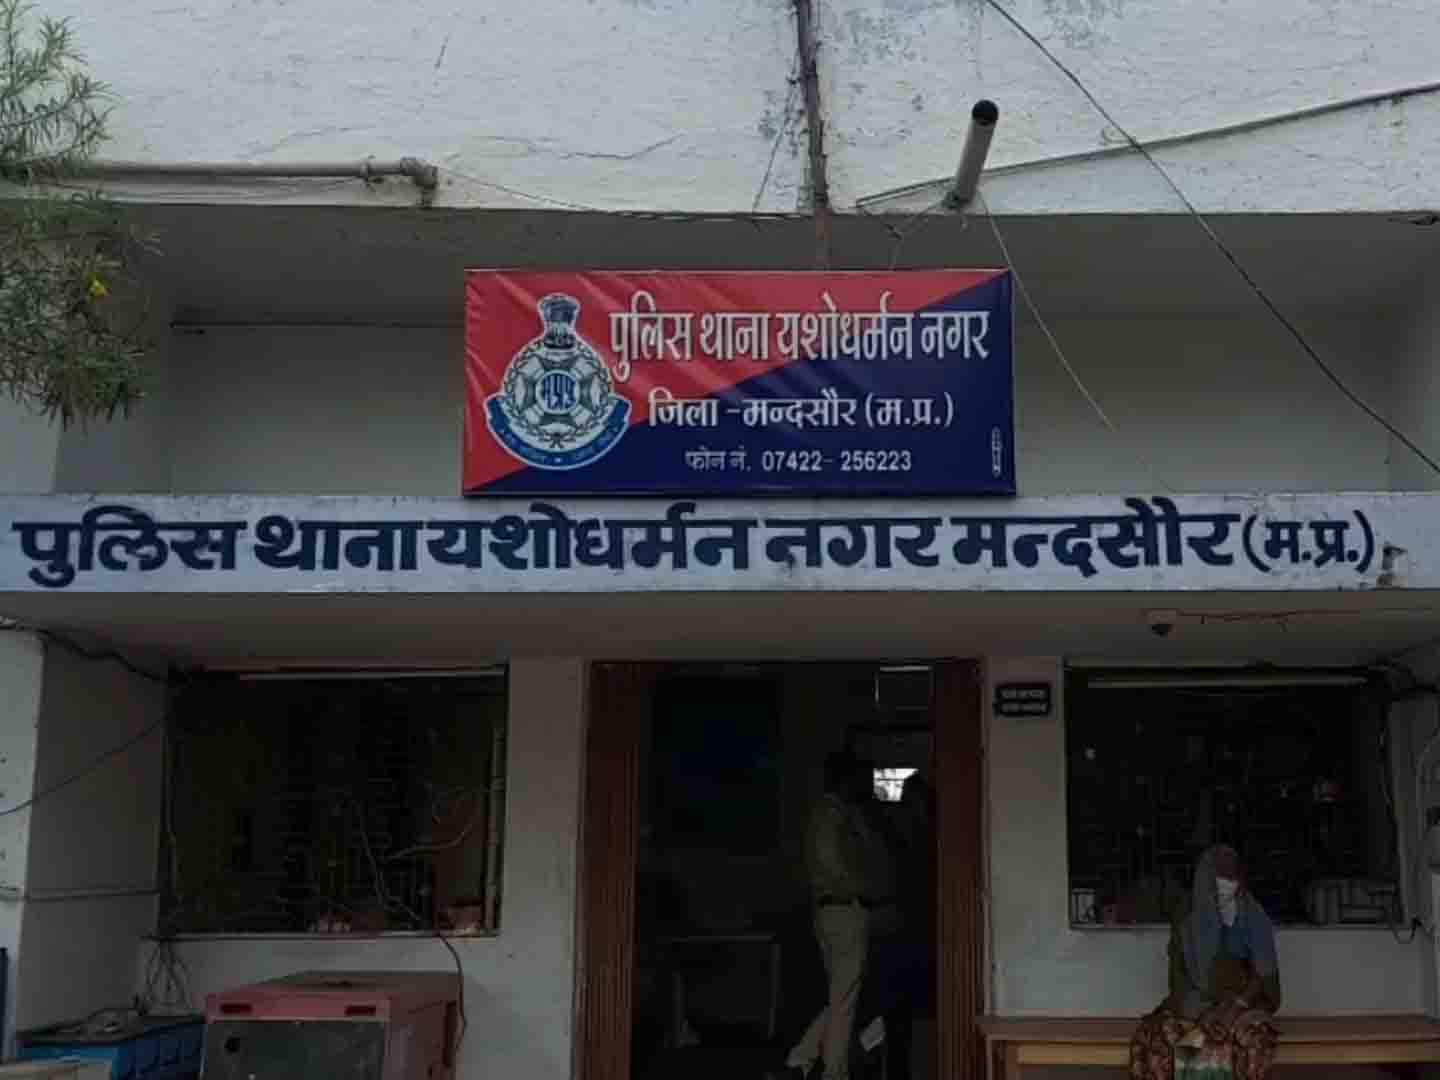 पुलिस थाना यशोधर्मन नगर
जिला - मन्दसौर (म.प्र.)
फोन नं. 07422- 256223
पुलिस थाना यशोधर्मन नगर मन्दसौर (म.प्र.)